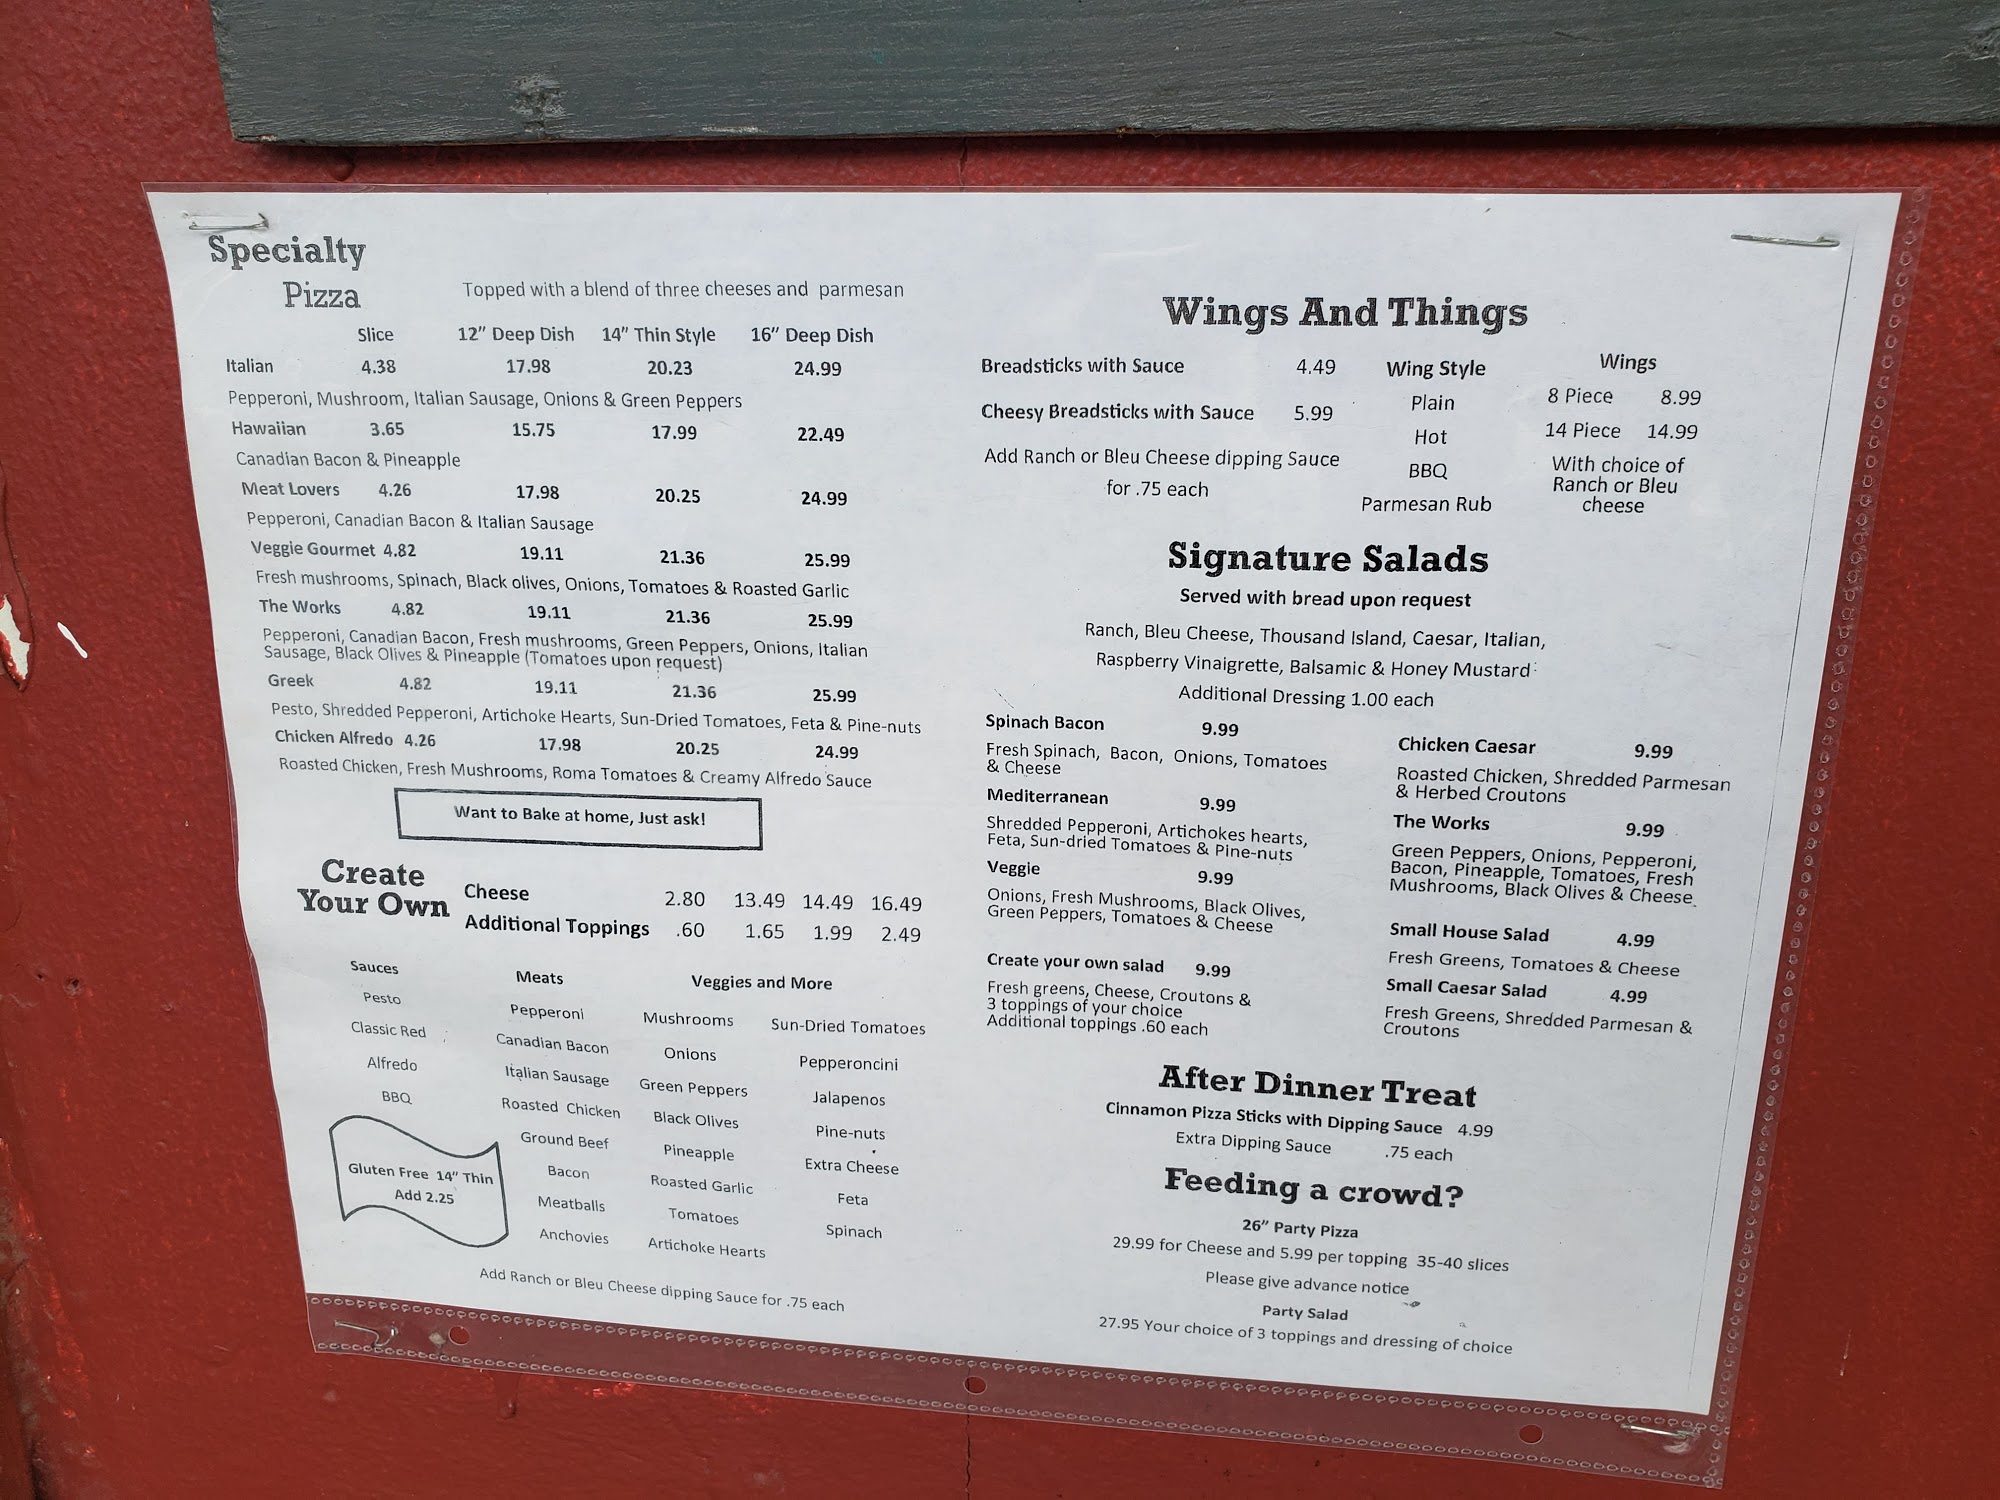 Specialty
Pizza
Topped with a blend of three cheeses and parmesan
Slice 12” Deep Dish 14” Thin Style 16” Deep Dish
Italian 4.38 17.98 20.23 24.99
Pepperoni, Mushroom, Italian Sausage, Onions & Green Peppers
Hawaiian 3.65 15.75 17.99 22.49
Canadian Bacon & Pineapple
Meat Lovers 4.26 17.98 20.25 24.99
Pepperoni, Canadian Bacon & Italian Sausage
Veggie Gourmet 4.82 19.11 21.36 25.99
Fresh mushrooms, Spinach, Black olives, Onions, Tomatoes & Roasted Garlic
The Works 4.82 19.11 21.36 25.99
Pepperoni, Canadian Bacon, Fresh mushrooms, Green Peppers, Onions, Italian
Sausage, Black Olives & Pineapple (Tomatoes upon request)
Greek 4.82 19.11 21.36 25.99
Pesto, Shredded Pepperoni, Artichoke Hearts, Sun-Dried Tomatoes, Feta & Pine-nuts
Chicken Alfredo 4.26 17.98 20.25 24.99
Roasted Chicken, Fresh Mushrooms, Roma Tomatoes & Creamy Alfredo Sauce
Want to Bake at home, Just ask!
Create
Your Own
Cheese 2.80 13.49 14.49 16.49
Additional Toppings .60 1.65 1.99 2.49
Sauces
Pesto
Classic Red
Alfredo
BBQ
Gluten Free 14” Thin
Add 2.25
Meats
Pepperoni
Canadian Bacon
Italian Sausage
Roasted Chicken
Ground Beef
Bacon
Meatballs
Anchovies
Veggies and More
Mushrooms
Onions
Green Peppers
Black Olives
Pineapple
Roasted Garlic
Tomatoes
Artichoke Hearts
Sun-Dried Tomatoes
Pepperoncini
Jalapenos
Pine-nuts
Extra Cheese
Feta
Spinach
Add Ranch or Bleu Cheese dipping Sauce for .75 each
Wings And Things
Breadsticks with Sauce 4.49
Cheesy Breadsticks with Sauce 5.99
Add Ranch or Bleu Cheese dipping Sauce
for .75 each
Wing Style
Plain
Hot
BBQ
Parmesan Rub
Wings
8 Piece 8.99
14 Piece 14.99
With choice of
Ranch or Bleu
cheese
Signature Salads
Served with bread upon request
Ranch, Bleu Cheese, Thousand Island, Caesar, Italian,
Raspberry Vinaigrette, Balsamic & Honey Mustard
Additional Dressing 1.00 each
Spinach Bacon 9.99
Fresh Spinach, Bacon, Onions, Tomatoes
& Cheese
Mediterranean 9.99
Shredded Pepperoni, Artichokes hearts,
Feta, Sun-dried Tomatoes & Pine-nuts
Veggie 9.99
Onions, Fresh Mushrooms, Black Olives,
Green Peppers, Tomatoes & Cheese
Create your own salad 9.99
Fresh greens, Cheese, Croutons &
3 toppings of your choice
Additional toppings .60 each
Chicken Caesar 9.99
Roasted Chicken, Shredded Parmesan
& Herbed Croutons
The Works 9.99
Green Peppers, Onions, Pepperoni,
Bacon, Pineapple, Tomatoes, Fresh
Mushrooms, Black Olives & Cheese.
Small House Salad 4.99
Fresh Greens, Tomatoes & Cheese
Small Caesar Salad 4.99
Fresh Greens, Shredded Parmesan &
Croutons
After Dinner Treat
Cinnamon Pizza Sticks with Dipping Sauce 4.99
Extra Dipping Sauce .75 each
Feeding a crowd?
26” Party Pizza
29.99 for Cheese and 5.99 per topping 35-40 slices
Please give advance notice
Party Salad
27.95 Your choice of 3 toppings and dressing of choice